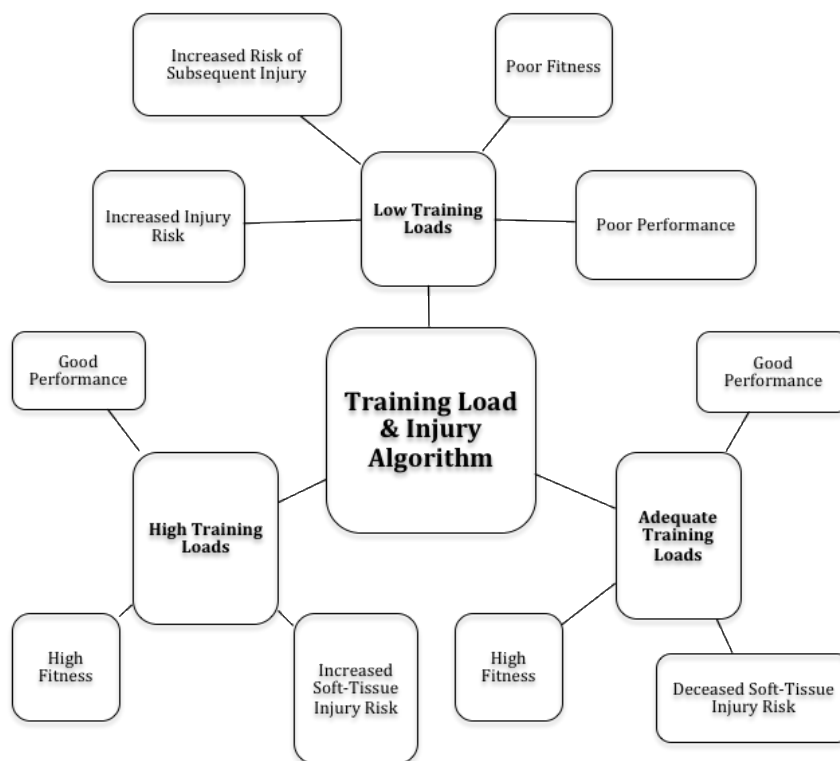 Increased Risk of
Subsequent Injury
Poor Fitness
Increased Injury
Risk
Low Training
Loads
Poor Performance
Good
Performance
Training Load
& Injury
Algorithm
Good
Performance
High Training
Loads
Adequate
Training
Loads
High
Fitness
Increased
Soft-Tissue
Injury Risk
High
Fitness
Deceased Soft-Tissue
Injury Risk